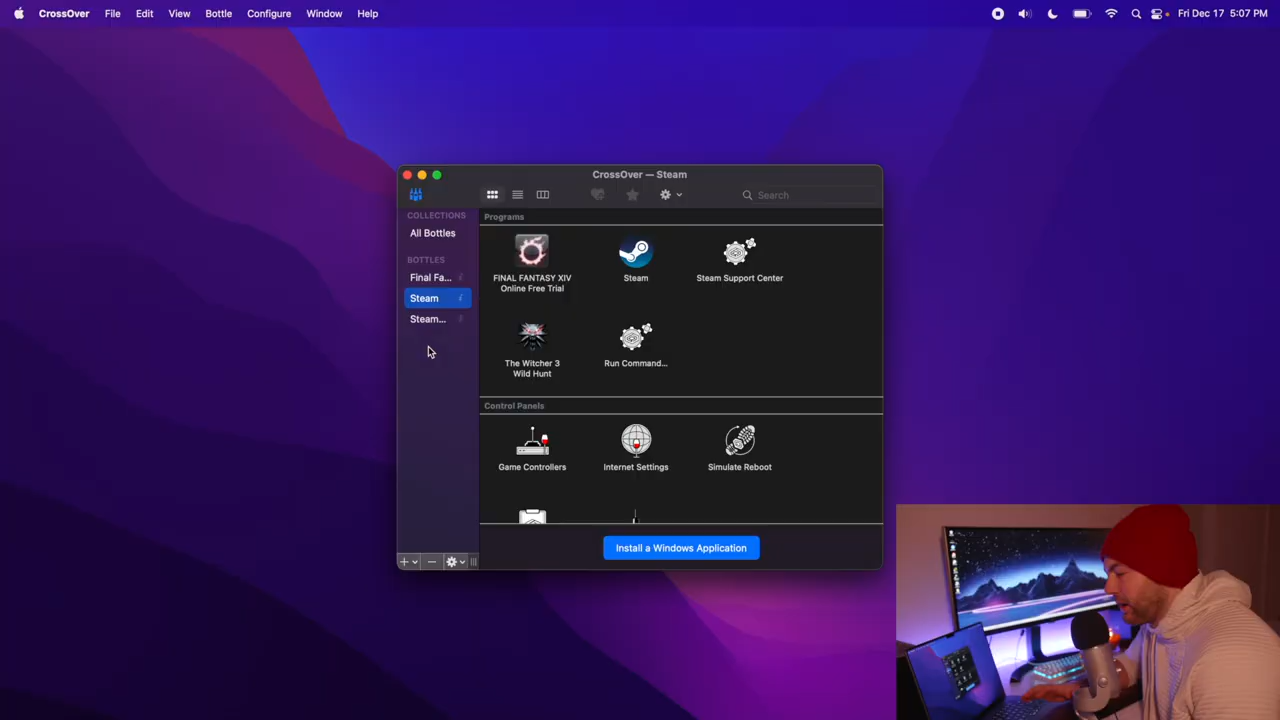 CrossOver File Edit View Bottle Configure Window Help Fri Dec 17 5:07 PM
CrossOver — Steam
Search
COLLECTIONS
All Bottles
BOTTLES
Final Fa...
Steam
Steam...
Programs
FINAL FANTASY XIV
Online Free Trial
Steam
Steam Support Center
The Witcher 3
Wild Hunt
Run Command...
Control Panels
Game Controllers
Internet Settings
Simulate Reboot
Install a Windows Application